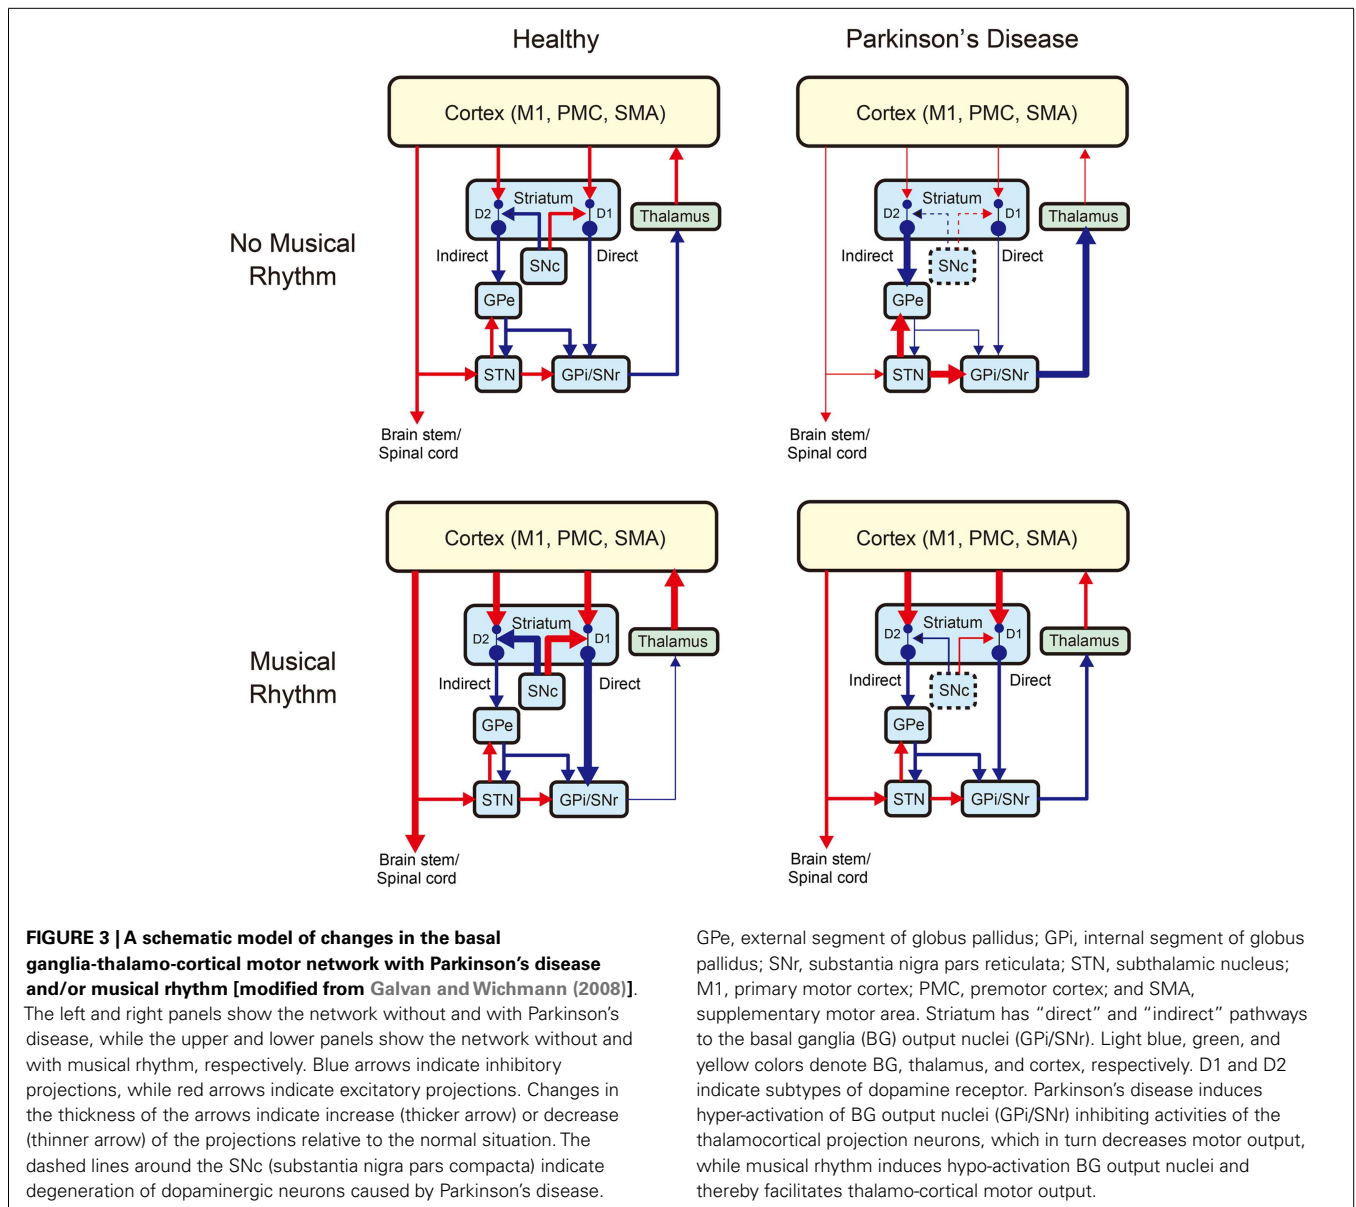 Healthy
Parkinson's Disease
No Musical
Rhythm
Cortex (M1, PMC, SMA)
Striatum
D2
D1
Thalamus
Indirect
SNc
Direct
GPe
STN
GPi/SNr
Brain stem/
Spinal cord
Cortex (M1, PMC, SMA)
Striatum
D2
D1
Thalamus
Indirect
SNc
Direct
GPe
STN
GPi/SNr
Brain stem/
Spinal cord
Musical
Rhythm
Cortex (M1, PMC, SMA)
Striatum
D2
D1
Thalamus
Indirect
SNc
Direct
GPe
STN
GPi/SNr
Brain stem/
Spinal cord
Cortex (M1, PMC, SMA)
Striatum
D2
D1
Thalamus
Indirect
SNc
Direct
GPe
STN
GPi/SNr
Brain stem/
Spinal cord
FIGURE 3 | A schematic model of changes in the basal
ganglia-thalamo-cortical motor network with Parkinson's disease
and/or musical rhythm [modified from Galvan and Wichmann (2008)].
The left and right panels show the network without and with Parkinson's
disease, while the upper and lower panels show the network without and
with musical rhythm, respectively. Blue arrows indicate inhibitory
projections, while red arrows indicate excitatory projections. Changes in
the thickness of the arrows indicate increase (thicker arrow) or decrease
(thinner arrow) of the projections relative to the normal situation. The
dashed lines around the SNc (substantia nigra pars compacta) indicate
degeneration of dopaminergic neurons caused by Parkinson's disease.
GPe, external segment of globus pallidus; GPi, internal segment of globus
pallidus; SNr, substantia nigra pars reticulata; STN, subthalamic nucleus;
M1, primary motor cortex; PMC, premotor cortex; and SMA,
supplementary motor area. Striatum has "direct" and "indirect" pathways
to the basal ganglia (BG) output nuclei (GPi/SNr). Light blue, green, and
yellow colors denote BG, thalamus, and cortex, respectively. D1 and D2
indicate subtypes of dopamine receptor. Parkinson's disease induces
hyper-activation of BG output nuclei (GPi/SNr) inhibiting activities of the
thalamocortical projection neurons, which in turn decreases motor output,
while musical rhythm induces hypo-activation BG output nuclei and
thereby facilitates thalamo-cortical motor output.